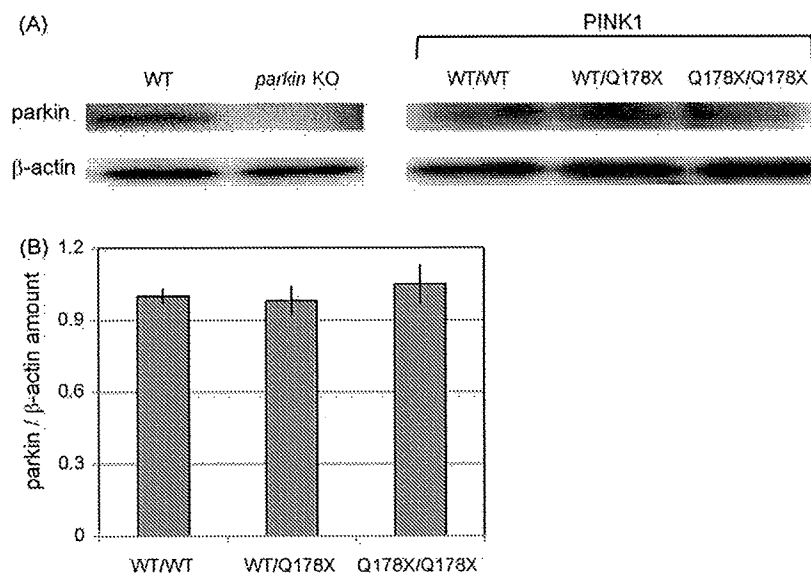 (A)
PINK1
WT parkin KO WT/WT WT/Q178X Q178X/Q178X
parkin
β-actin
(B)
parkin / β-actin amount
1.2
0.9
0.6
0.3
0
WT/WT WT/Q178X Q178X/Q178X